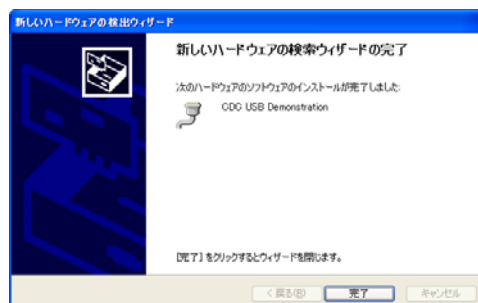 新しいハードウェアの検出ウィザード
新しいハードウェアの検索ウィザードの完了
次のハードウェアのソフトウェアのインストールが完了しました:
CDC USB Demonstration
[完了] をクリックするとウィザードを閉じます。
< 戻る(B)
完了
キャンセル